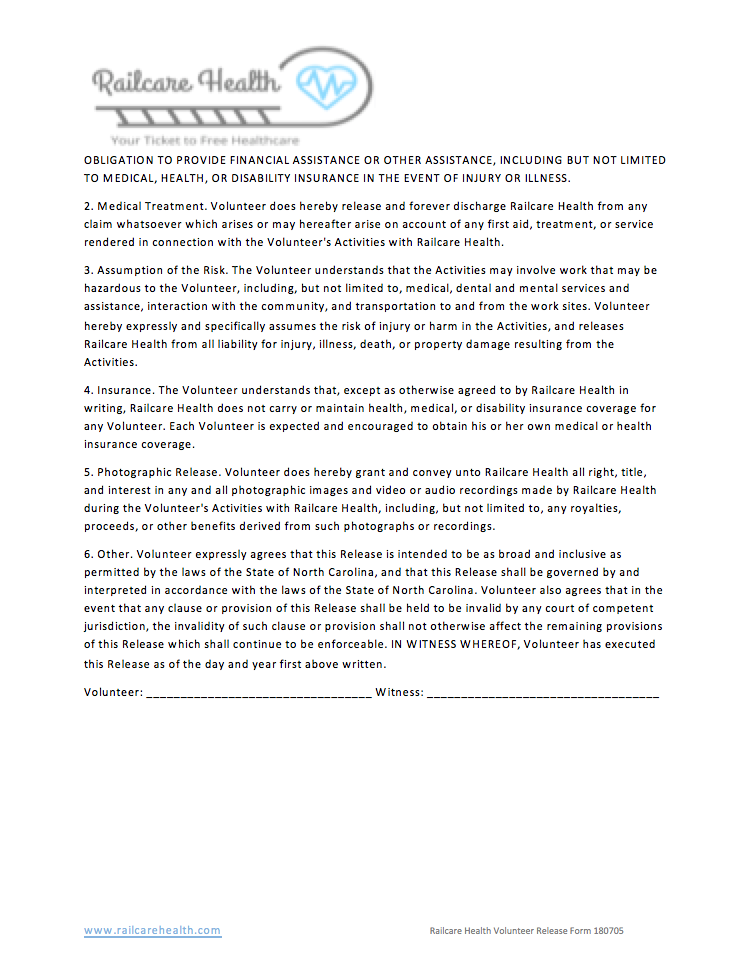 Railcare Health
Your Ticket to Free Healthcare
OBLIGATION TO PROVIDE FINANCIAL ASSISTANCE OR OTHER ASSISTANCE, INCLUDING BUT NOT LIMITED
TO MEDICAL, HEALTH, OR DISABILITY INSURANCE IN THE EVENT OF INJURY OR ILLNESS.
2. Medical Treatment. Volunteer does hereby release and forever discharge Railcare Health from any
claim whatsoever which arises or may hereafter arise on account of any first aid, treatment, or service
rendered in connection with the Volunteer's Activities with Railcare Health.
3. Assumption of the Risk. The Volunteer understands that the Activities may involve work that may be
hazardous to the Volunteer, including, but not limited to, medical, dental and mental services and
assistance, interaction with the community, and transportation to and from the work sites. Volunteer
hereby expressly and specifically assumes the risk of injury or harm in the Activities, and releases
Railcare Health from all liability for injury, illness, death, or property damage resulting from the
Activities.
4. Insurance. The Volunteer understands that, except as otherwise agreed to by Railcare Health in
writing, Railcare Health does not carry or maintain health, medical, or disability insurance coverage for
any Volunteer. Each Volunteer is expected and encouraged to obtain his or her own medical or health
insurance coverage.
5. Photographic Release. Volunteer does hereby grant and convey unto Railcare Health all right, title,
and interest in any and all photographic images and video or audio recordings made by Railcare Health
during the Volunteer's Activities with Railcare Health, including, but not limited to, any royalties,
proceeds, or other benefits derived from such photographs or recordings.
6. Other. Volunteer expressly agrees that this Release is intended to be as broad and inclusive as
permitted by the laws of the State of North Carolina, and that this Release shall be governed by and
interpreted in accordance with the laws of the State of North Carolina. Volunteer also agrees that in the
event that any clause or provision of this Release shall be held to be invalid by any court of competent
jurisdiction, the invalidity of such clause or provision shall not otherwise affect the remaining provisions
of this Release which shall continue to be enforceable. IN WITNESS WHEREOF, Volunteer has executed
this Release as of the day and year first above written.
Volunteer: _________________________________ Witness: __________________________________
www.railcarehealth.com Railcare Health Volunteer Release Form 180705